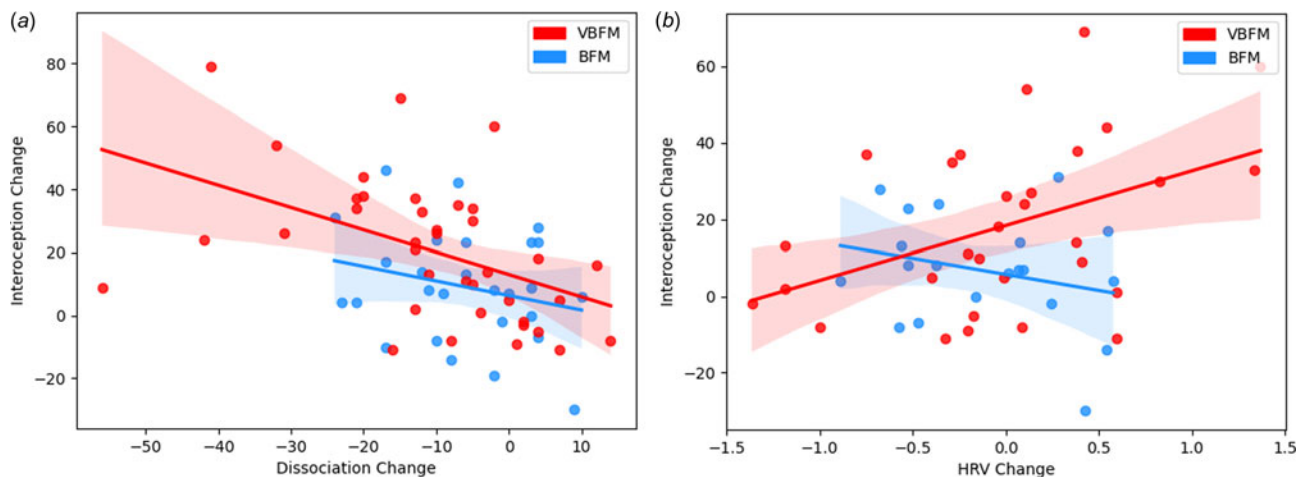 (a)
VBFM
BFM
80
60
40
20
0
−20
Interoception Change
−50
−40
−30
−20
−10
0
10
Dissociation Change
(b)
VBFM
BFM
60
40
20
0
−20
Interoception Change
−1.5
−1.0
−0.5
0.0
0.5
1.0
1.5
HRV Change